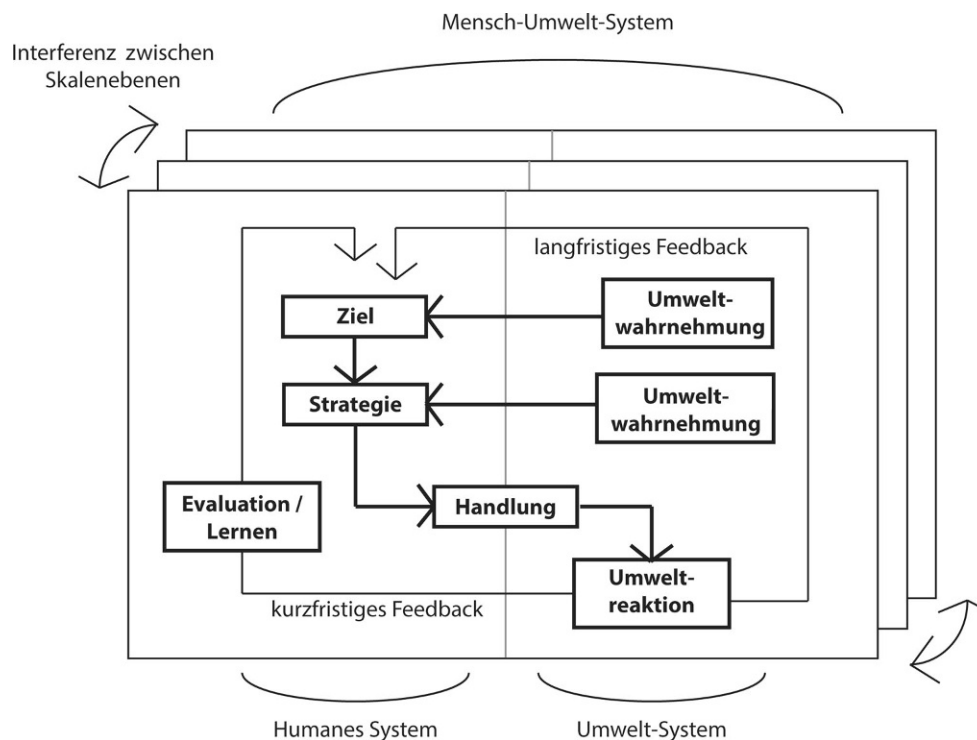 Mensch-Umwelt-System
Interferenz zwischen
Skalenebenen
langfristiges Feedback
Ziel
Umwelt-
wahrnehmung
Strategie
Umwelt-
wahrnehmung
Evaluation /
Lernen
Handlung
Umwelt-
reaktion
kurzfristiges Feedback
Humanes System
Umwelt-System